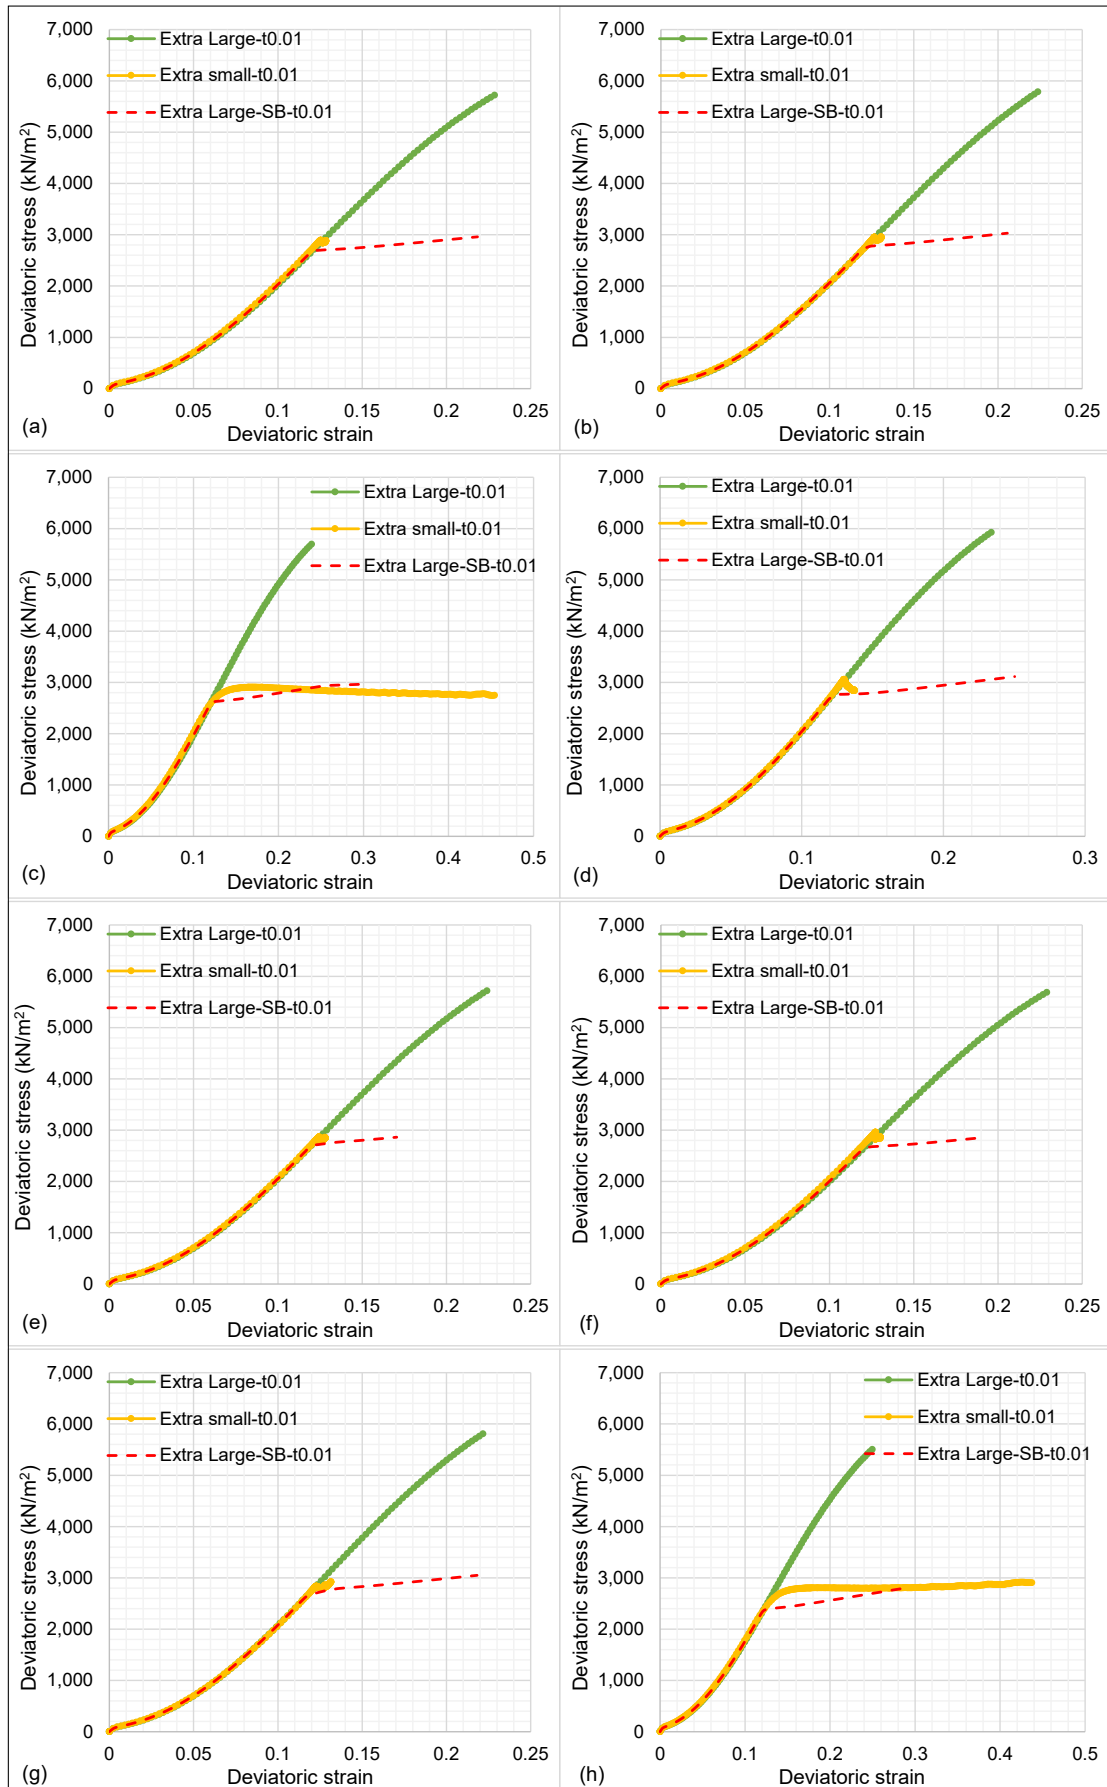 7,000
6,000
5,000
4,000
3,000
2,000
1,000
0
Deviatoric stress (kN/m²)
Extra Large-t0.01
Extra small-t0.01
Extra Large-SB-t0.01
0 0.05 0.1 0.15 0.2 0.25
Deviatoric strain
(a)
7,000
6,000
5,000
4,000
3,000
2,000
1,000
0
Deviatoric stress (kN/m²)
Extra Large-t0.01
Extra small-t0.01
Extra Large-SB-t0.01
0 0.05 0.1 0.15 0.2 0.25
Deviatoric strain
(b)
7,000
6,000
5,000
4,000
3,000
2,000
1,000
0
Deviatoric stress (kN/m²)
Extra Large-t0.01
Extra small-t0.01
Extra Large-SB-t0.01
0 0.1 0.2 0.3 0.4 0.5
Deviatoric strain
(c)
7,000
6,000
5,000
4,000
3,000
2,000
1,000
0
Deviatoric stress (kN/m²)
Extra Large-t0.01
Extra small-t0.01
Extra Large-SB-t0.01
0 0.1 0.2 0.3
Deviatoric strain
(d)
7,000
6,000
5,000
4,000
3,000
2,000
1,000
0
Deviatoric stress (kN/m²)
Extra Large-t0.01
Extra small-t0.01
Extra Large-SB-t0.01
0 0.05 0.1 0.15 0.2 0.25
Deviatoric strain
(e)
7,000
6,000
5,000
4,000
3,000
2,000
1,000
0
Deviatoric stress (kN/m²)
Extra Large-t0.01
Extra small-t0.01
Extra Large-SB-t0.01
0 0.05 0.1 0.15 0.2 0.25
Deviatoric strain
(f)
7,000
6,000
5,000
4,000
3,000
2,000
1,000
0
Deviatoric stress (kN/m²)
Extra Large-t0.01
Extra small-t0.01
Extra Large-SB-t0.01
0 0.05 0.1 0.15 0.2 0.25
Deviatoric strain
(g)
7,000
6,000
5,000
4,000
3,000
2,000
1,000
0
Deviatoric stress (kN/m²)
Extra Large-t0.01
Extra small-t0.01
Extra Large-SB-t0.01
0 0.1 0.2 0.3 0.4 0.5
Deviatoric strain
(h)